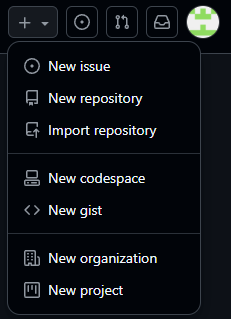 New issue
New repository
Import repository
New codespace
New gist
New organization
New project